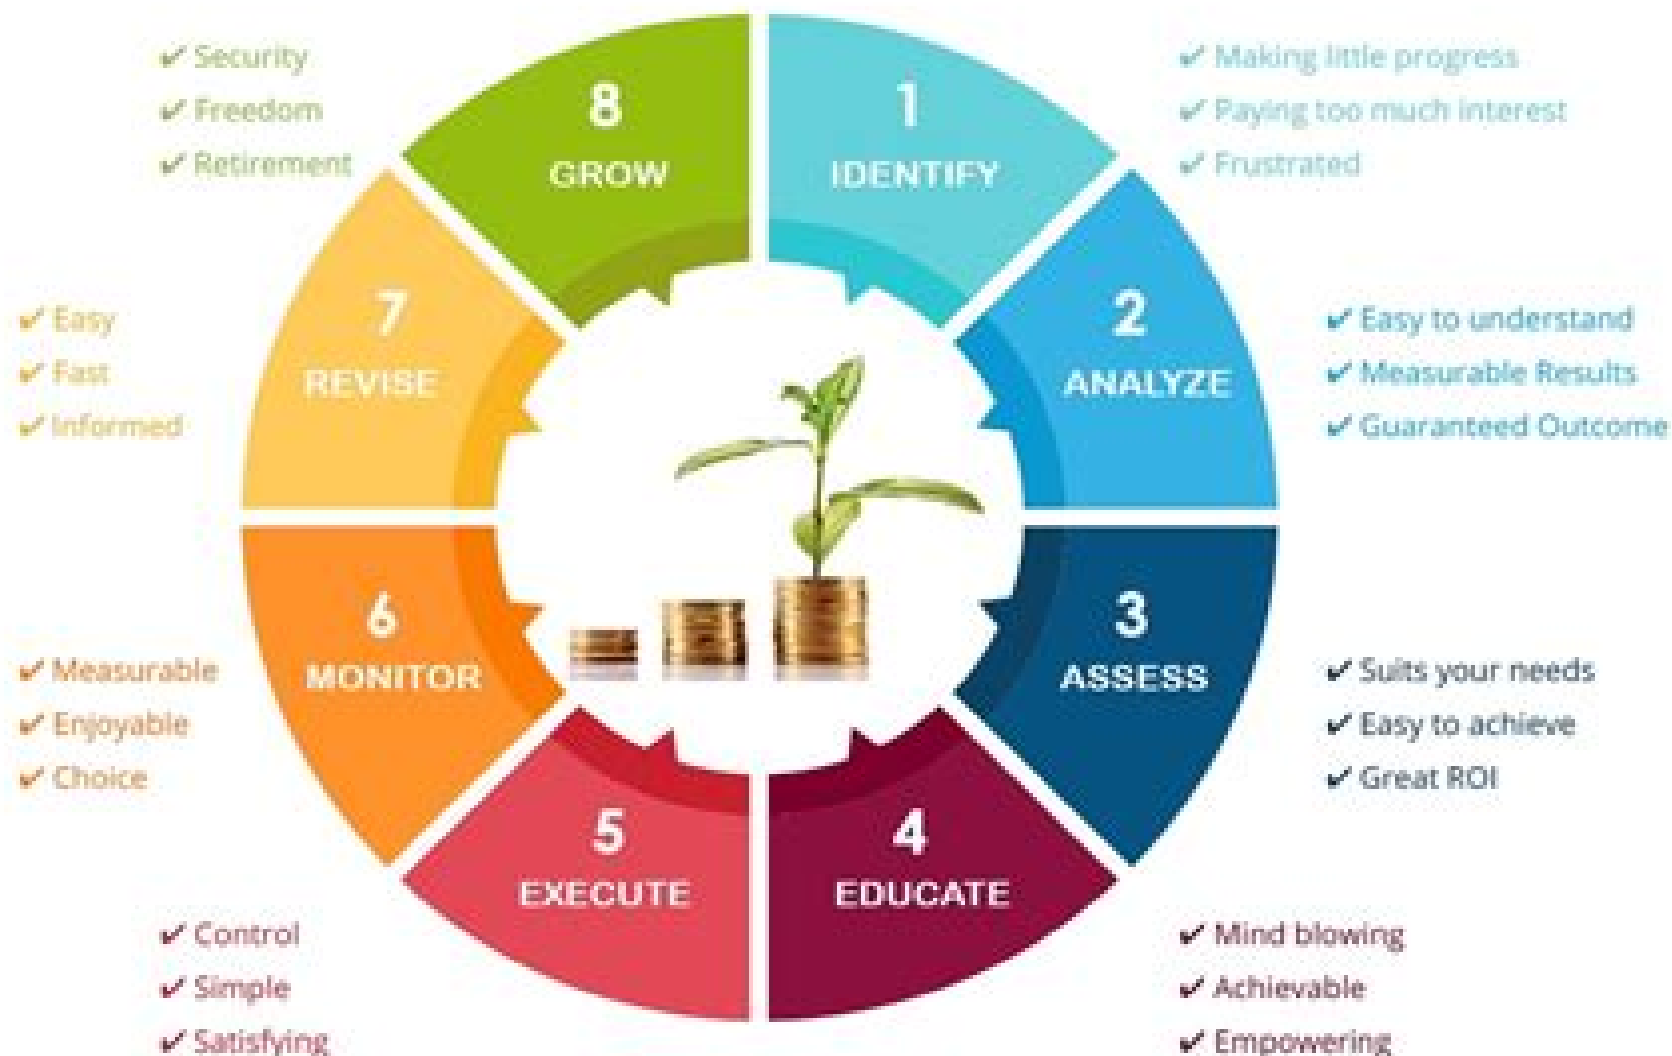 1
IDENTIFY
✔ Making little progress
✔ Paying too much interest
✔ Frustrated
2
ANALYZE
✔ Easy to understand
✔ Measurable Results
✔ Guaranteed Outcome
3
ASSESS
✔ Suits your needs
✔ Easy to achieve
✔ Great ROI
4
EDUCATE
✔ Mind blowing
✔ Achievable
✔ Empowering
5
EXECUTE
✔ Control
✔ Simple
✔ Satisfying
6
MONITOR
✔ Measurable
✔ Enjoyable
✔ Choice
7
REVISE
✔ Easy
✔ Fast
✔ Informed
8
GROW
✔ Security
✔ Freedom
✔ Retirement